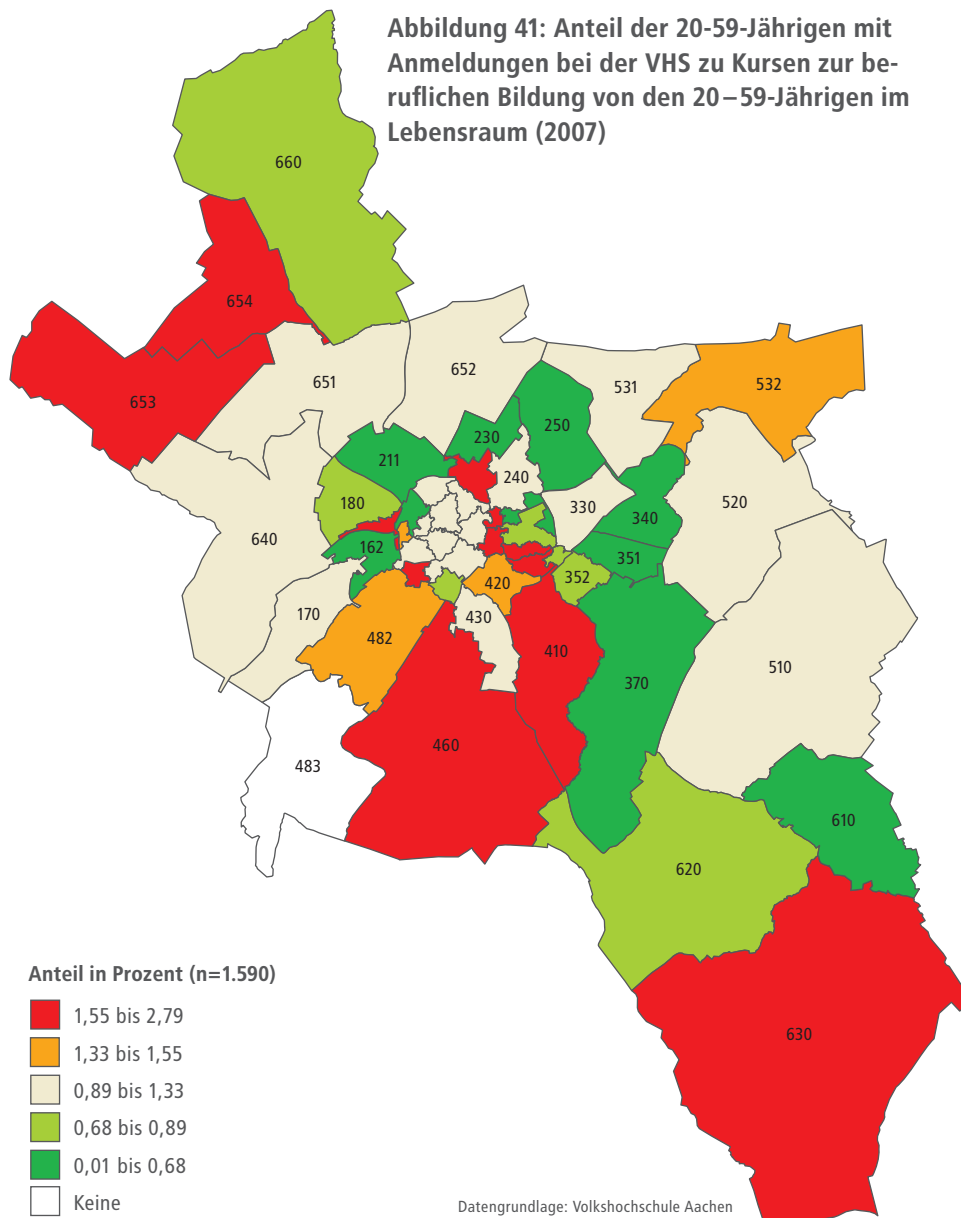 Abbildung 41: Anteil der 20-59-Jährigen mit
Anmeldungen bei der VHS zu Kursen zur be-
ruflichen Bildung von den 20–59-Jährigen im
Lebensraum (2007)
660
654
653
651
652
531
532
250
230
211
240
180
330
520
340
640
162
351
352
420
170
430
482
410
510
370
460
483
610
620
630
Anteil in Prozent (n=1.590)
1,55 bis 2,79
1,33 bis 1,55
0,89 bis 1,33
0,68 bis 0,89
0,01 bis 0,68
Keine
Datengrundlage: Volkshochschule Aachen